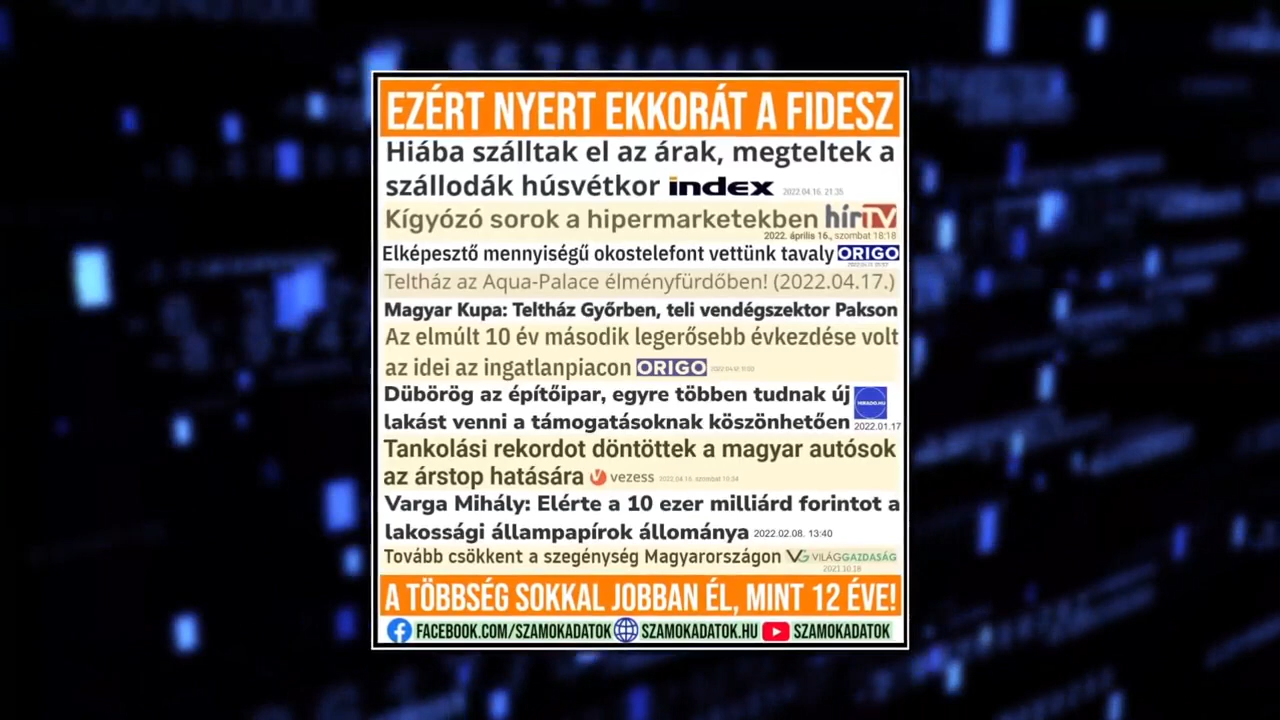 EZÉRT NYERT EKKORÁT A FIDESZ
Hiába szálltak el az árak, megteltek a
szállodák húsvétkor index 2022.04.16. 21:35
Kígyózó sorok a hipermarketekben hírTV
2022. április 16., szombat 18:18
Elképesztő mennyiségű okostelefont vettünk tavaly ORIGO
Teltház az Aqua-Palace élményfürdőben! (2022.04.17.)
Magyar Kupa: Teltház Győrben, teli vendégszektor Pakson
Az elmúlt 10 év második legerősebb évkezdése volt
az idei az ingatlanpiacon ORIGO
Dübörög az építőipar, egyre többen tudnak új
lakást venni a támogatásoknak köszönhetően HIRADO.HU 2022.01.17
Tankolási rekordot döntöttek a magyar autósok
az árstop hatására vezess
Varga Mihály: Elérte a 10 ezer milliárd forintot a
lakossági állampapírok állománya 2022.02.08. 13:40
Tovább csökkent a szegénység Magyarországon VG VILÁGGAZDASÁG
2021.10.18
A TÖBBSÉG SOKKAL JOBBAN ÉL, MINT 12 ÉVE!
FACEBOOK.COM/SZAMOKADATOK SZAMOKADATOK.HU SZAMOKADATOK